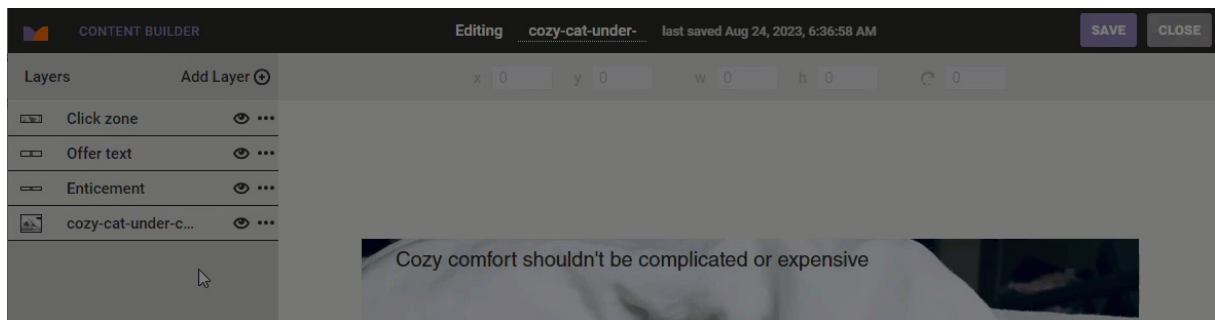 CONTENT BUILDER
Editing cozy-cat-under- last saved Aug 24, 2023, 6:36:58 AM
SAVE CLOSE
Layers Add Layer
x 0 y 0 w 0 h 0 0
Click zone
Offer text
Enticement
cozy-cat-under-c...
Cozy comfort shouldn't be complicated or expensive